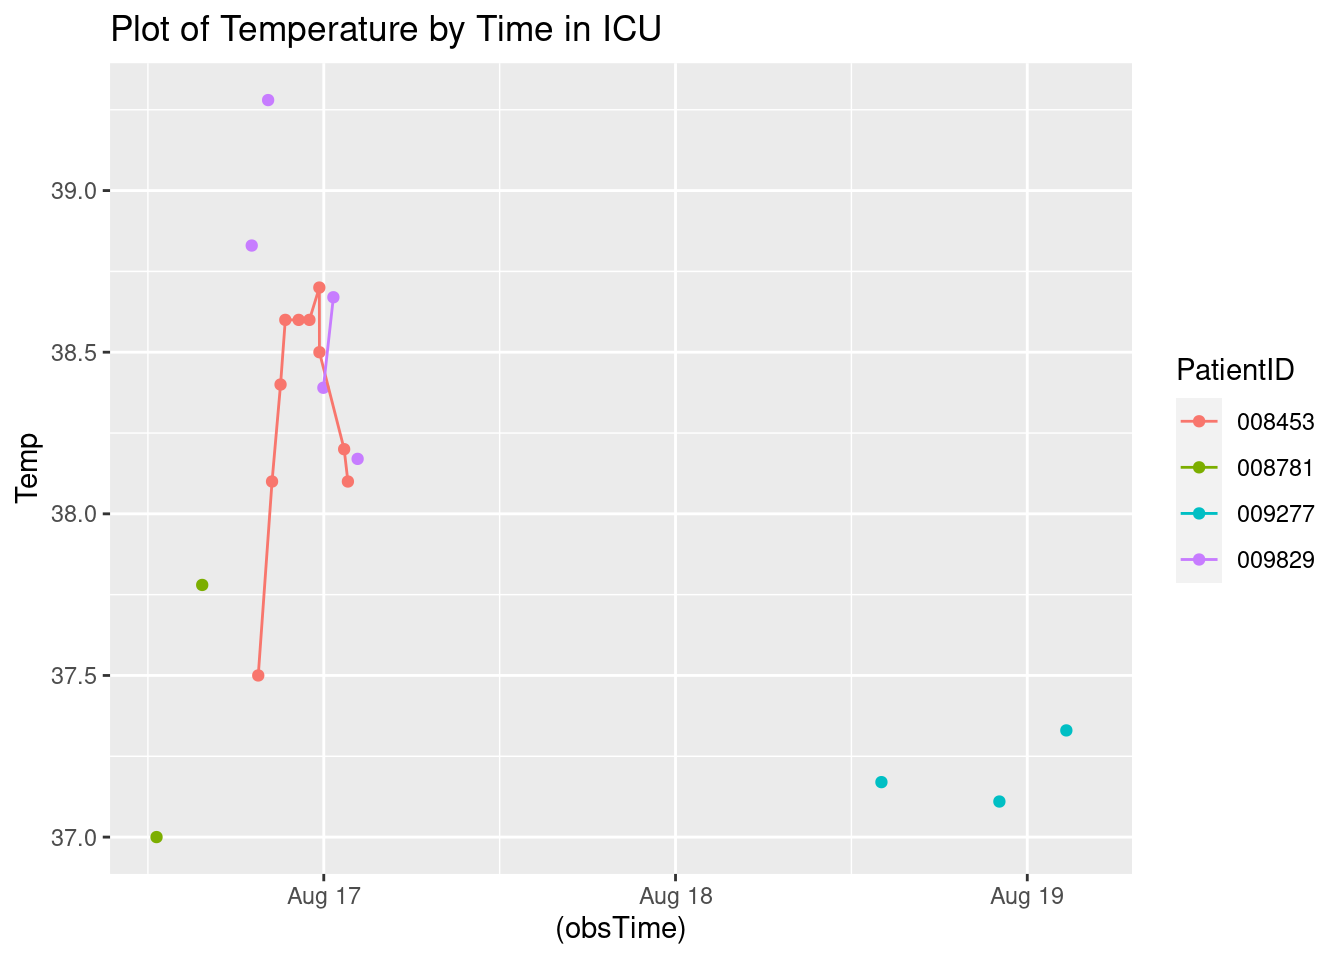 Plot of Temperature by Time in ICU
39.0
38.5
38.0
37.5
37.0
Temp
Aug 17
Aug 18
Aug 19
(obsTime)
PatientID
008453
008781
009277
009829